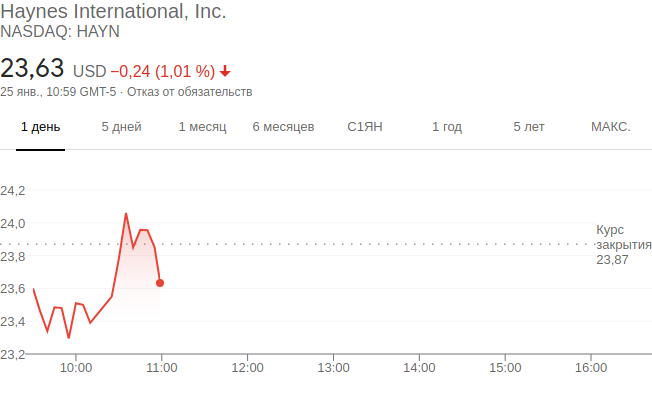 Haynes International, Inc.
NASDAQ: HAYN
23,63 USD −0,24 (1,01 %)
25 янв., 10:59 GMT-5 · Отказ от обязательств
1 день 5 дней 1 месяц 6 месяцев С1ЯН 1 год 5 лет МАКС.
24,2
24,0
Курс
закрытия
23,87
23,8
23,6
23,4
23,2
10:00 11:00 12:00 13:00 14:00 15:00 16:00